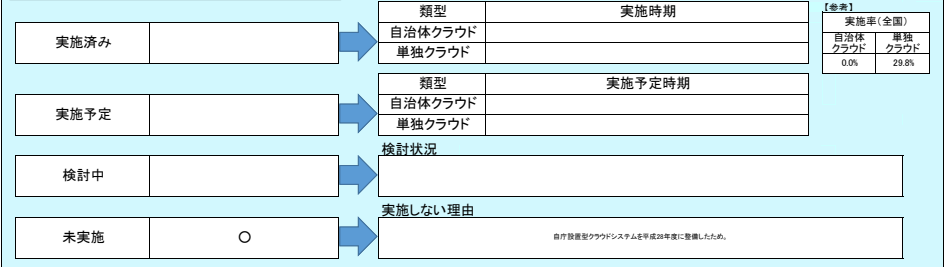 【参考】
実施済み
類型 実施時期
自治体クラウド
単独クラウド
実施率(全国)
自治体クラウド 単独クラウド
0.0% 29.8%
実施予定
類型 実施予定時期
自治体クラウド
単独クラウド
検討中
検討状況
未実施 〇
実施しない理由
自庁設置型クラウドシステムを平成28年度に整備したため。